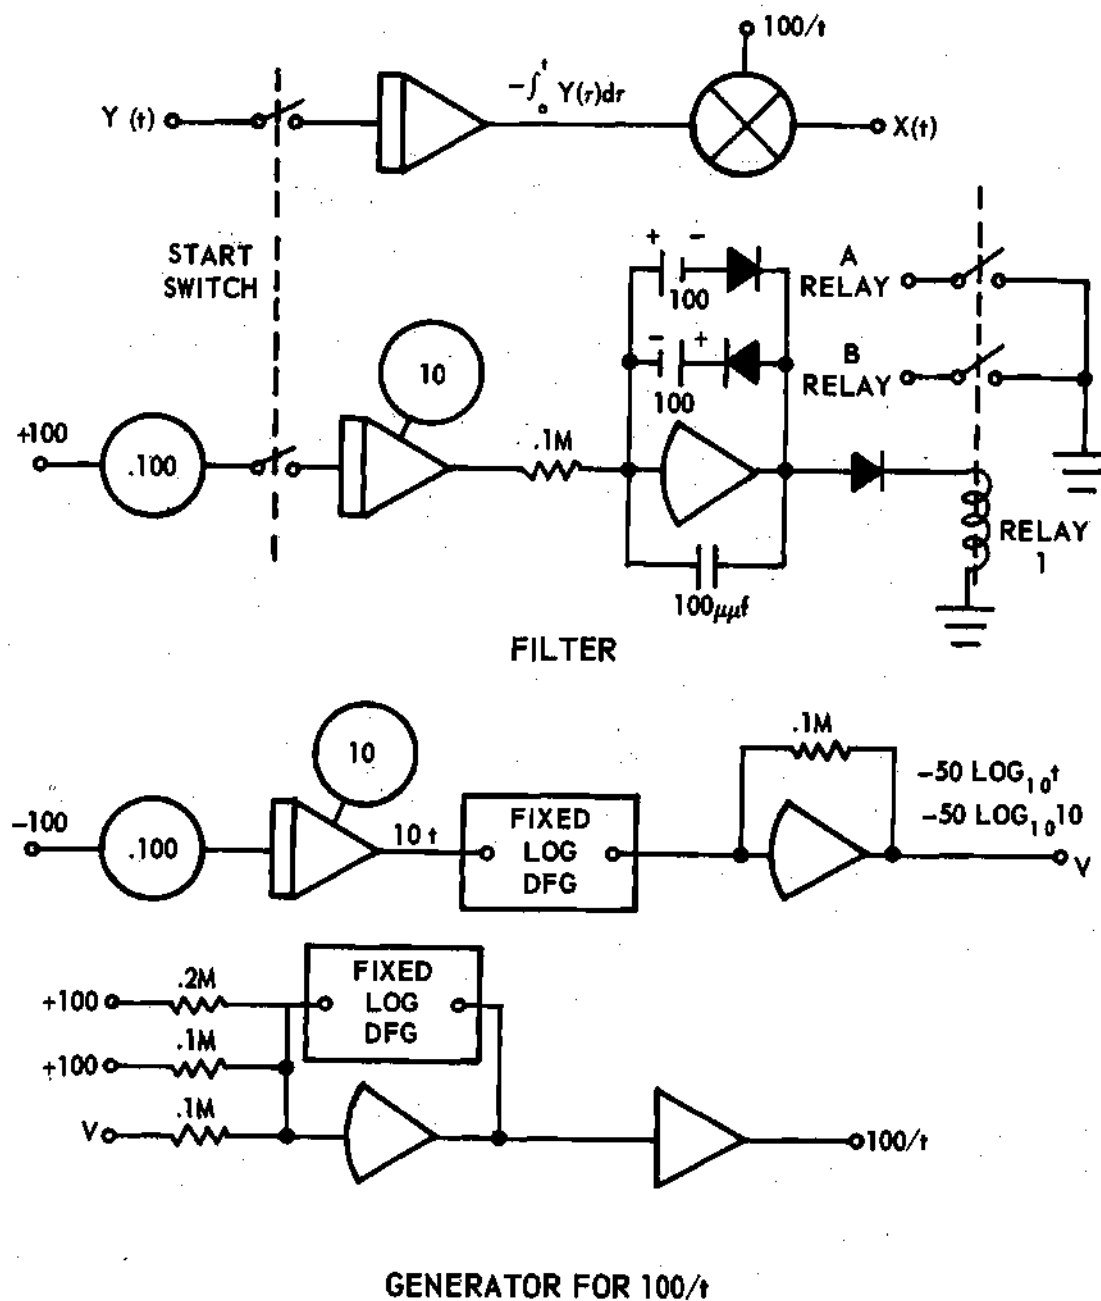 100/t
Y (t)
−∫₀ᵗ Y(τ)dτ
X(t)
START
SWITCH
+ −
100
A
RELAY
− +
100
B
RELAY
10
+100
.100
.1M
RELAY
1
100μμf
FILTER
10
.1M
−50 LOG₁₀t
−50 LOG₁₀10
−100
.100
10 t
FIXED
LOG
DFG
V
FIXED
LOG
DFG
+100
.2M
+100
.1M
V
.1M
100/t
GENERATOR FOR 100/t